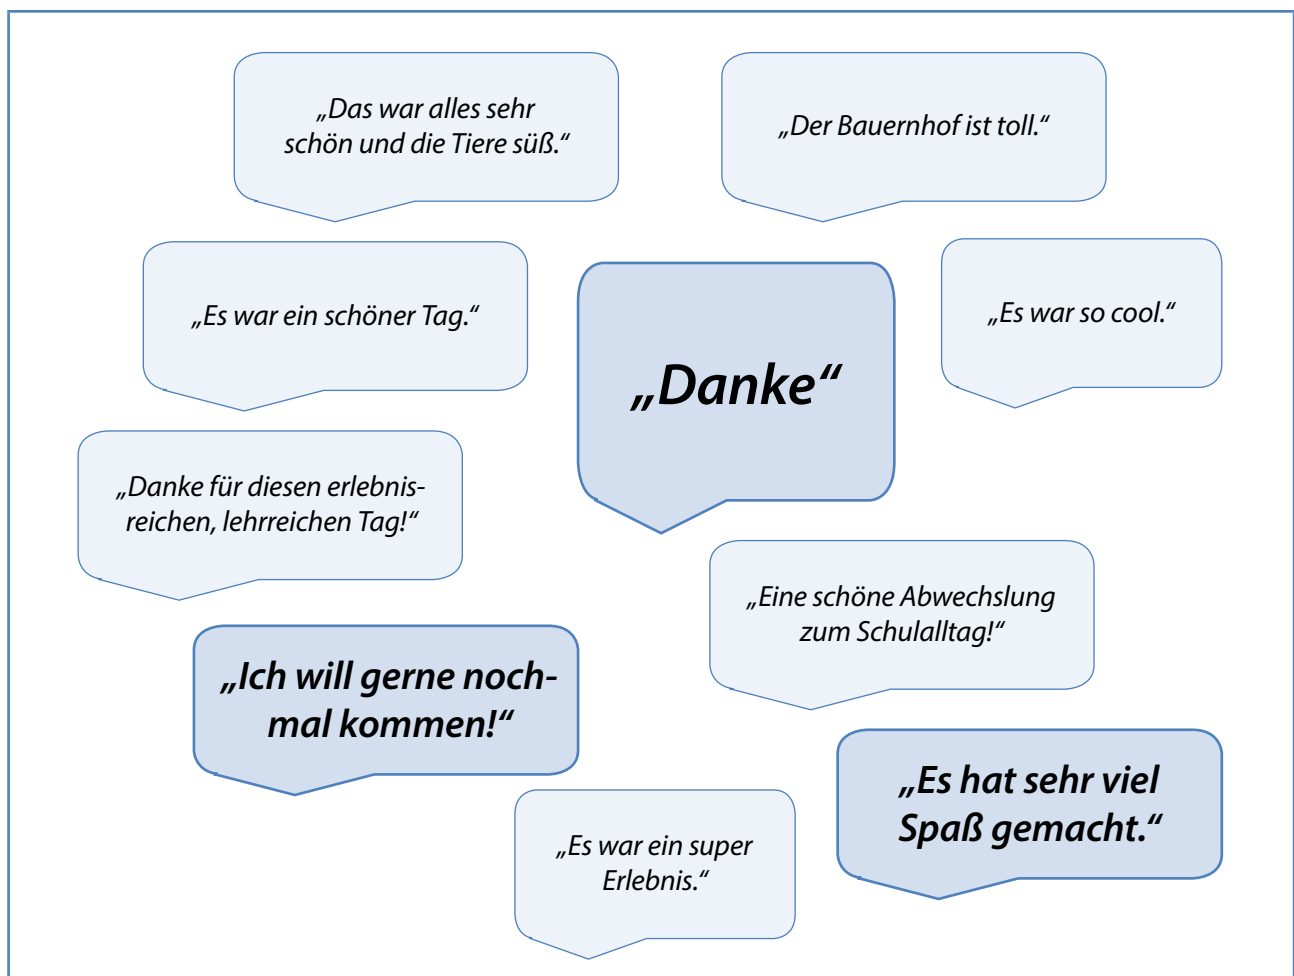 „Das war alles sehr
schön und die Tiere süß.“
„Der Bauernhof ist toll.“
„Es war ein schöner Tag.“
„Danke“
„Es war so cool.“
„Danke für diesen erlebnis-
reichen, lehrreichen Tag!“
„Eine schöne Abwechslung
zum Schulalltag!“
„Ich will gerne noch-
mal kommen!“
„Es hat sehr viel
Spaß gemacht.“
„Es war ein super
Erlebnis.“